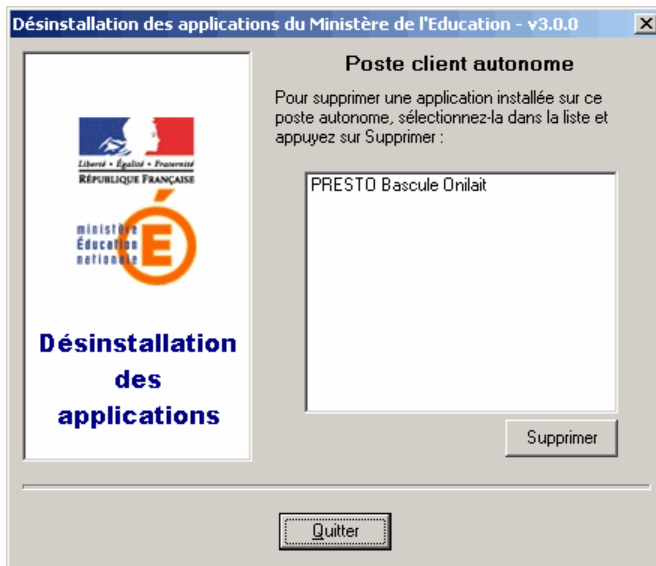 Désinstallation des applications du Ministère de l'Education - v3.0.0
Liberté • Égalité • Fraternité
RÉPUBLIQUE FRANÇAISE
ministère
Éducation
nationale
É
Désinstallation
des
applications
Poste client autonome
Pour supprimer une application installée sur ce
poste autonome, sélectionnez-la dans la liste et
appuyez sur Supprimer :
PRESTO Bascule Onilait
Supprimer
Quitter